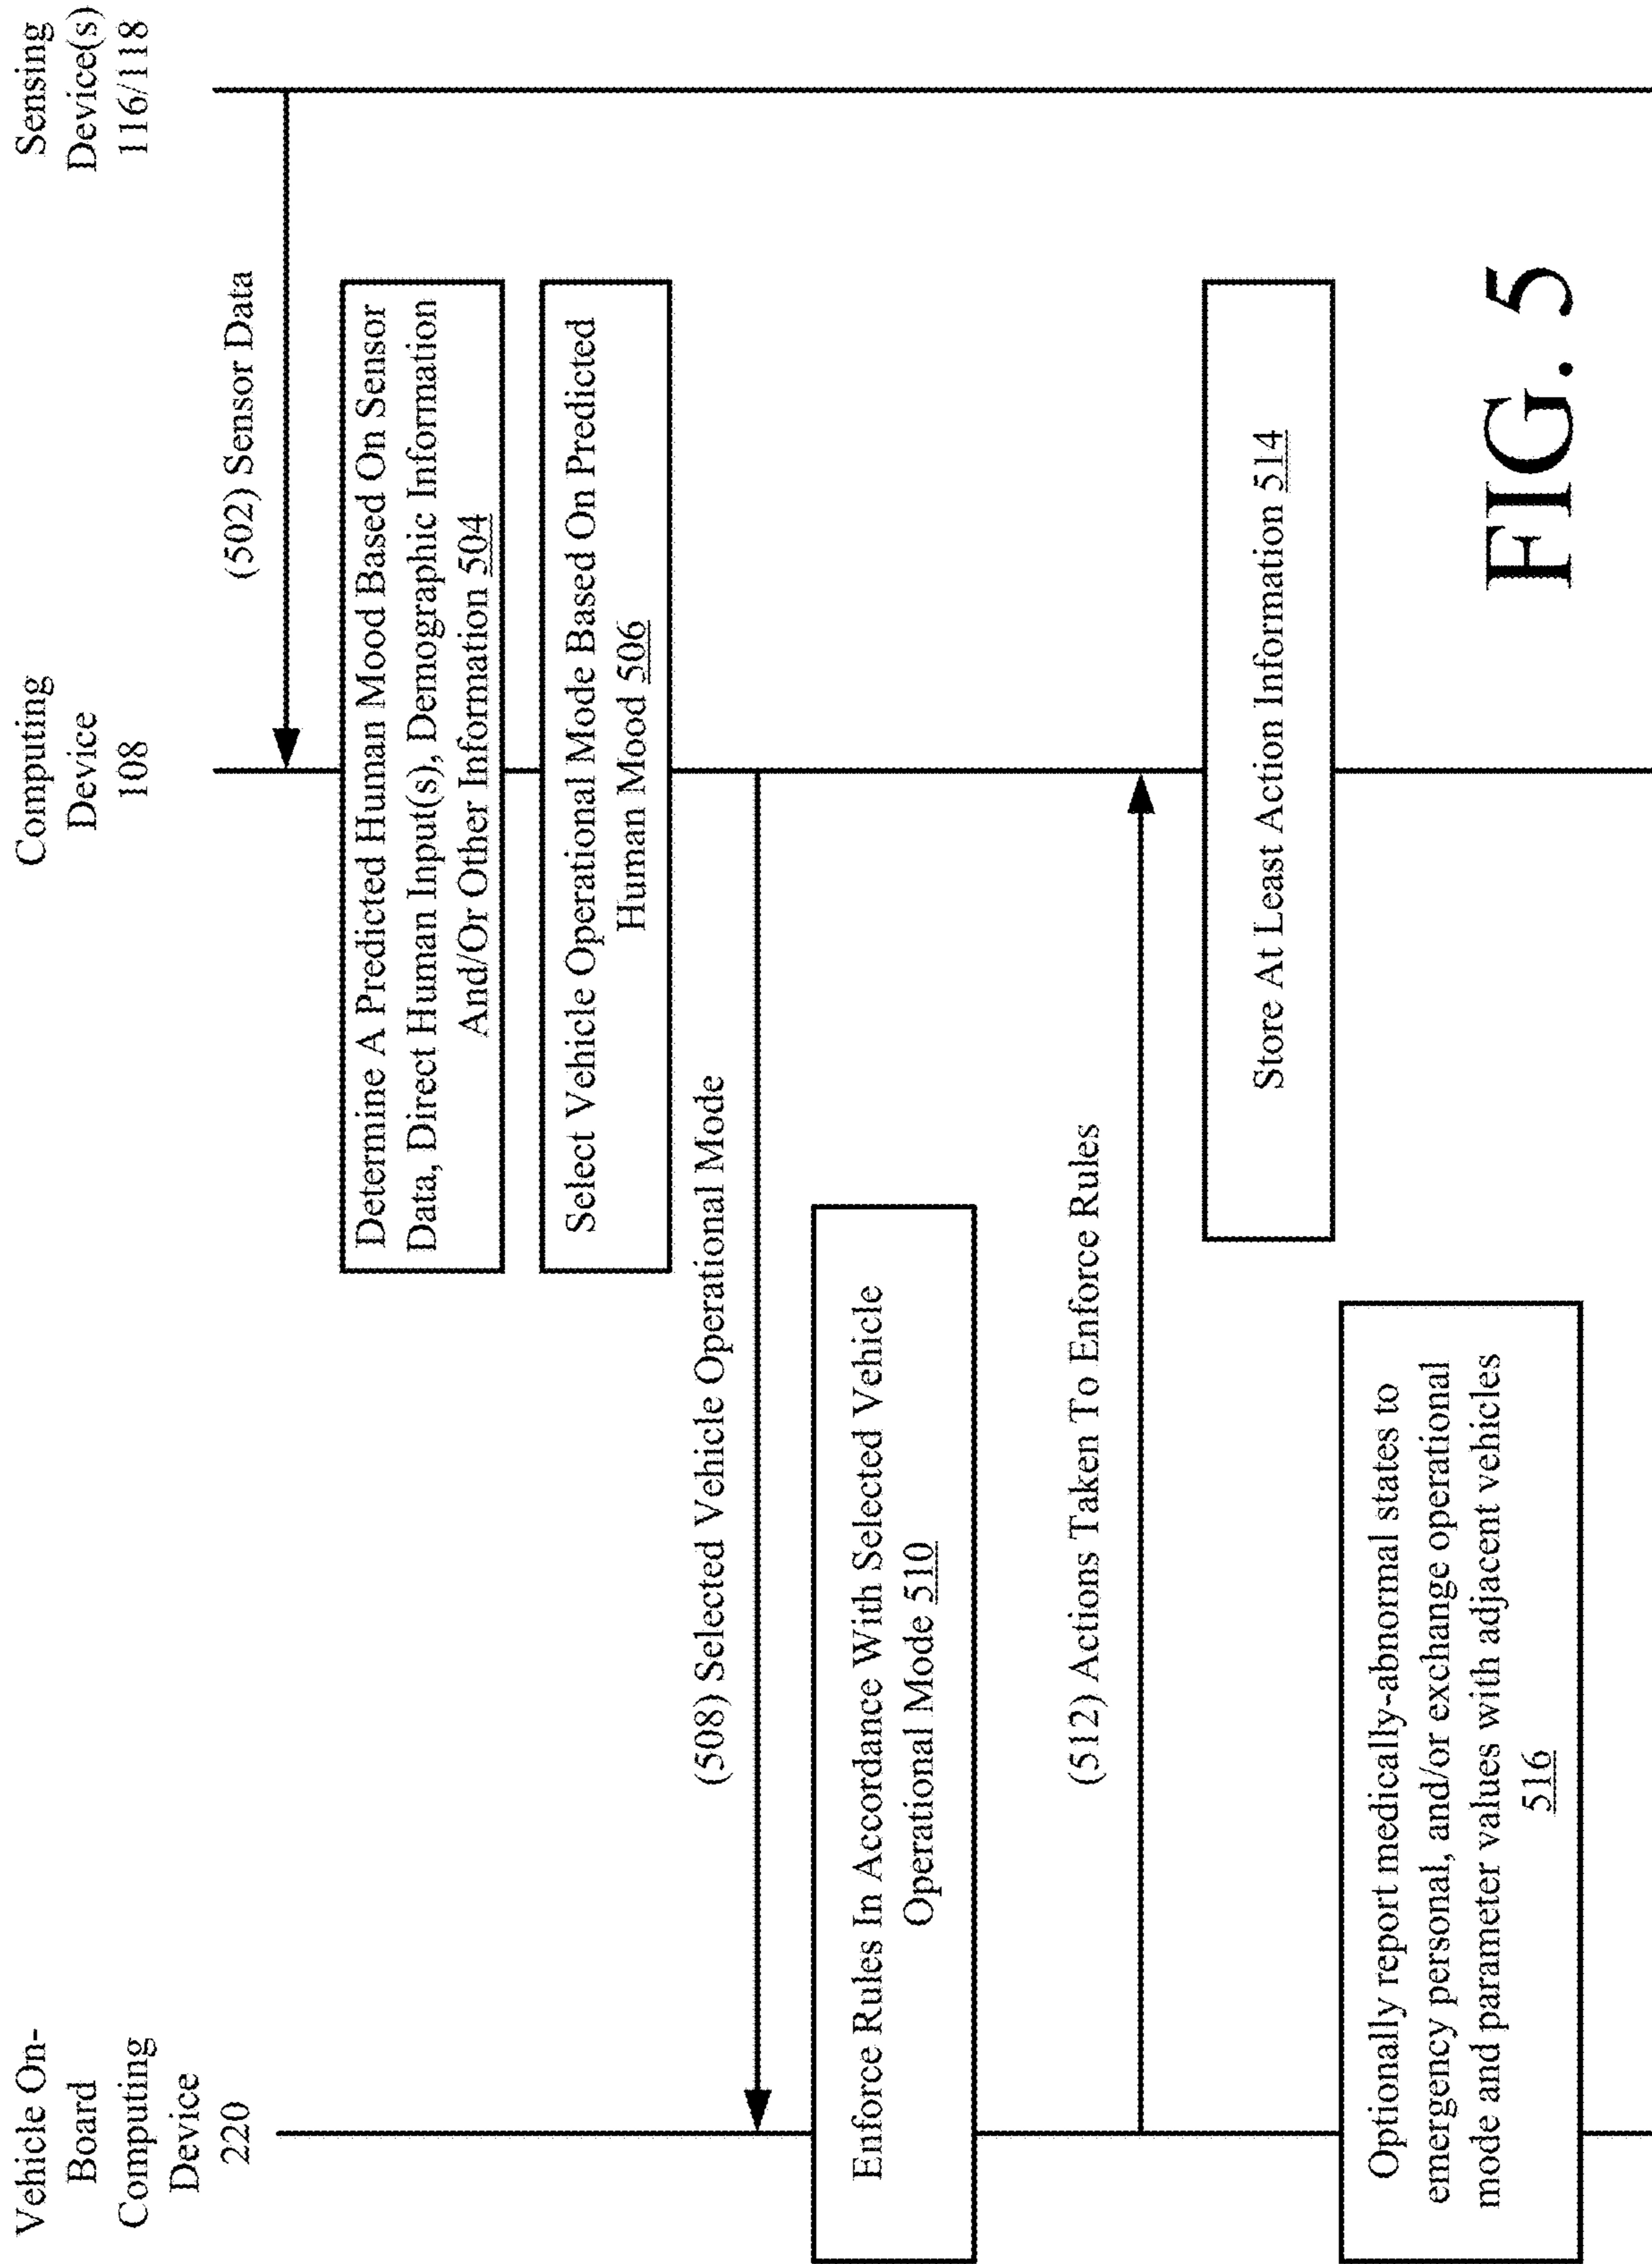 Vehicle On-
Board
Computing
Device
220
Computing
Device
108
Sensing
Device(s)
116/118
(502) Sensor Data
Determine A Predicted Human Mood Based On Sensor
Data, Direct Human Input(s), Demographic Information
And/Or Other Information 504
Select Vehicle Operational Mode Based On Predicted
Human Mood 506
(508) Selected Vehicle Operational Mode
Enforce Rules In Accordance With Selected Vehicle
Operational Mode 510
(512) Actions Taken To Enforce Rules
Store At Least Action Information 514
Optionally report medically-abnormal states to
emergency personal, and/or exchange operational
mode and parameter values with adjacent vehicles
516
FIG. 5